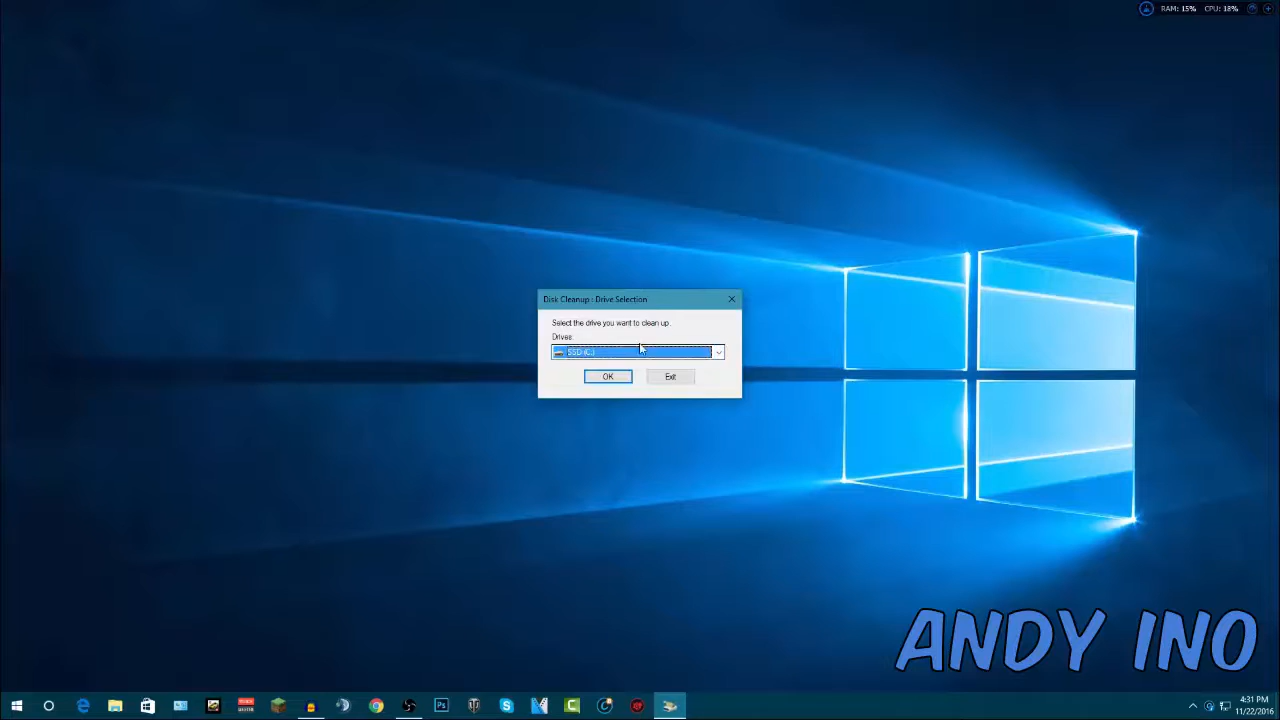 RAM: 15% CPU: 18%
Disk Cleanup : Drive Selection
Select the drive you want to clean up.
Drives:
SSD (C:)
OK Exit
ANDY INO
Ps
4:31 PM
11/22/2016